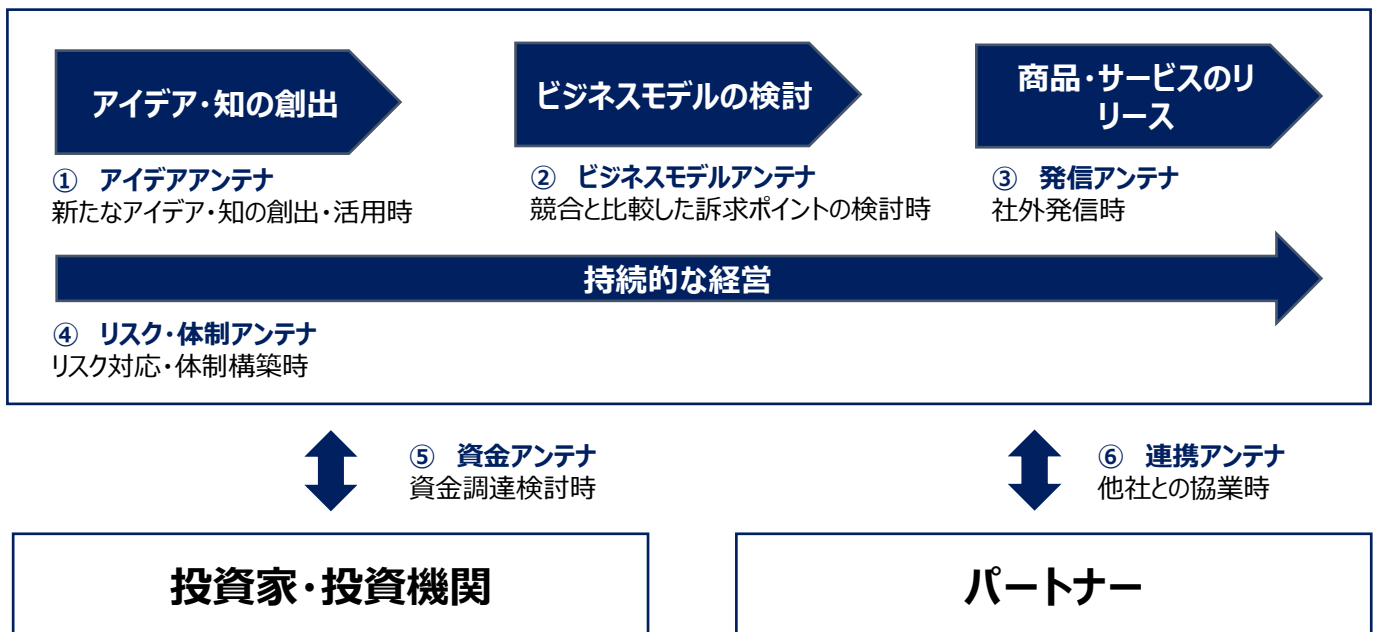 アイデア・知の創出
ビジネスモデルの検討
商品・サービスのリ
リース
① アイデアアンテナ
新たなアイデア・知の創出・活用時
② ビジネスモデルアンテナ
競合と比較した訴求ポイントの検討時
③ 発信アンテナ
社外発信時
持続的な経営
④ リスク・体制アンテナ
リスク対応・体制構築時
⑤ 資金アンテナ
資金調達検討時
⑥ 連携アンテナ
他社との協業時
投資家・投資機関
パートナー